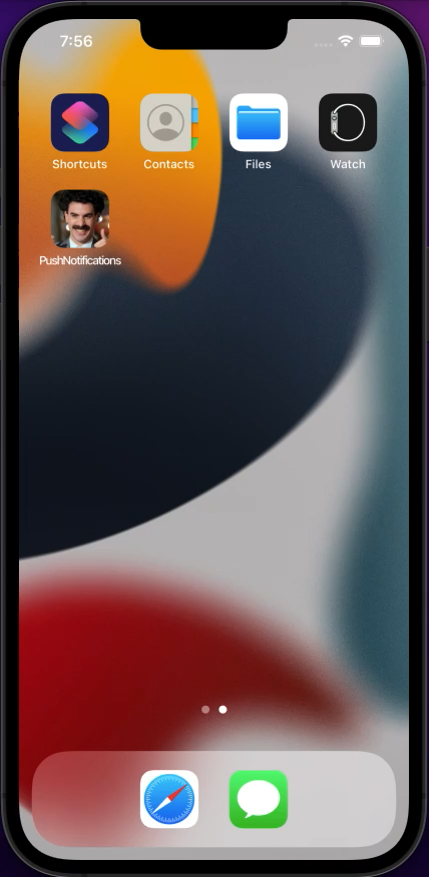 7:56
Shortcuts
Contacts
Files
Watch
PushNotifications